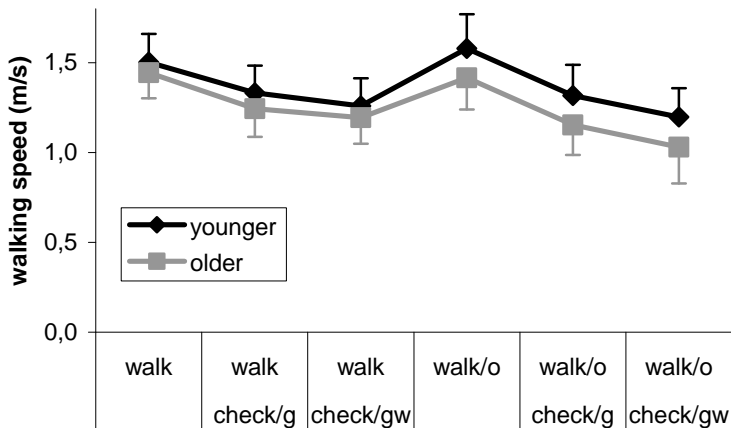 walking speed (m/s)
1,5
1,0
0,5
0,0
younger
older
walk walk walk walk/o walk/o walk/o
check/g check/gw check/g check/gw